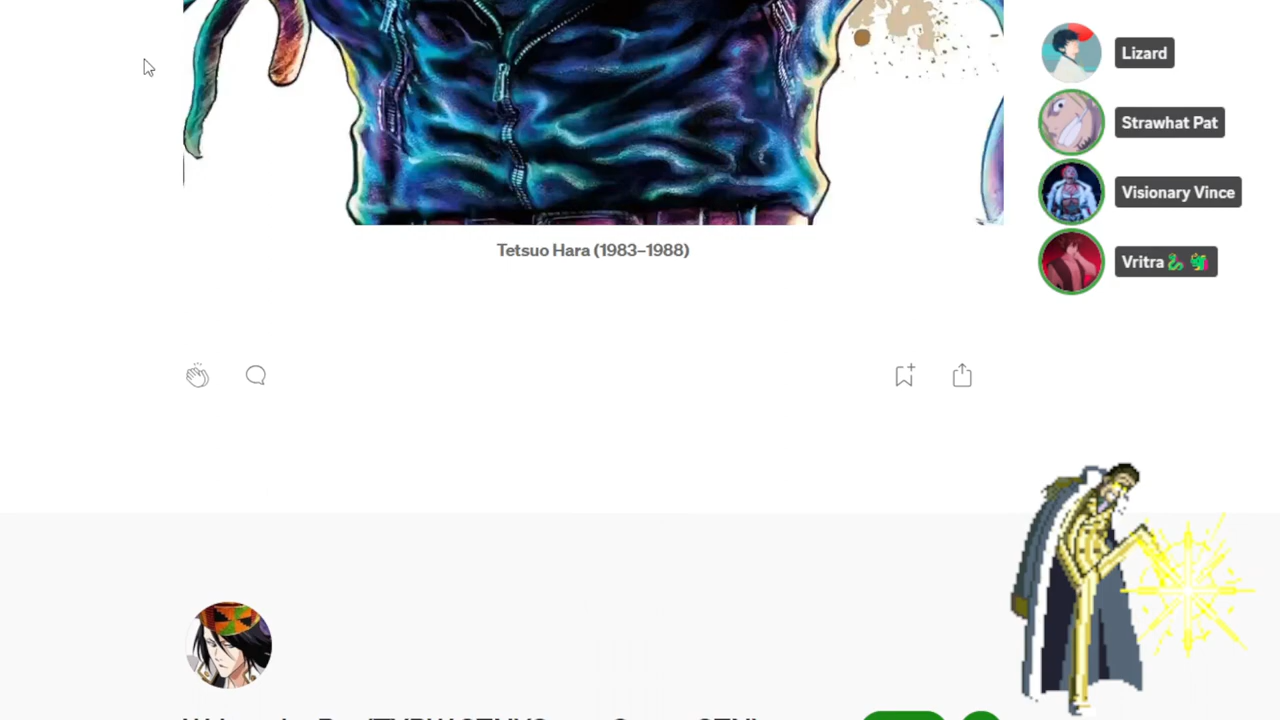 Lizard
Strawhat Pat
Visionary Vince
Vritra🐍 🐲
Tetsuo Hara (1983–1988)